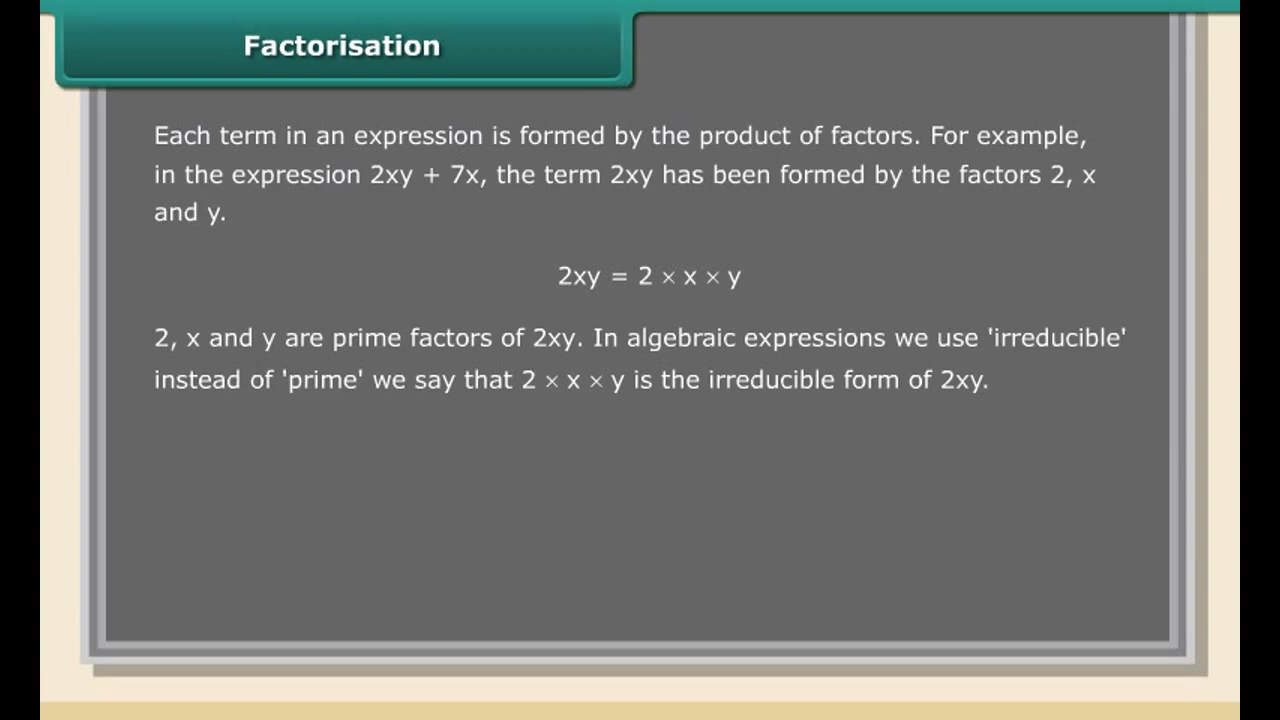 Factorisation
Each term in an expression is formed by the product of factors. For example,
in the expression 2xy + 7x, the term 2xy has been formed by the factors 2, x
and y.
2xy = 2 × x × y
2, x and y are prime factors of 2xy. In algebraic expressions we use 'irreducible'
instead of 'prime' we say that 2 × x × y is the irreducible form of 2xy.